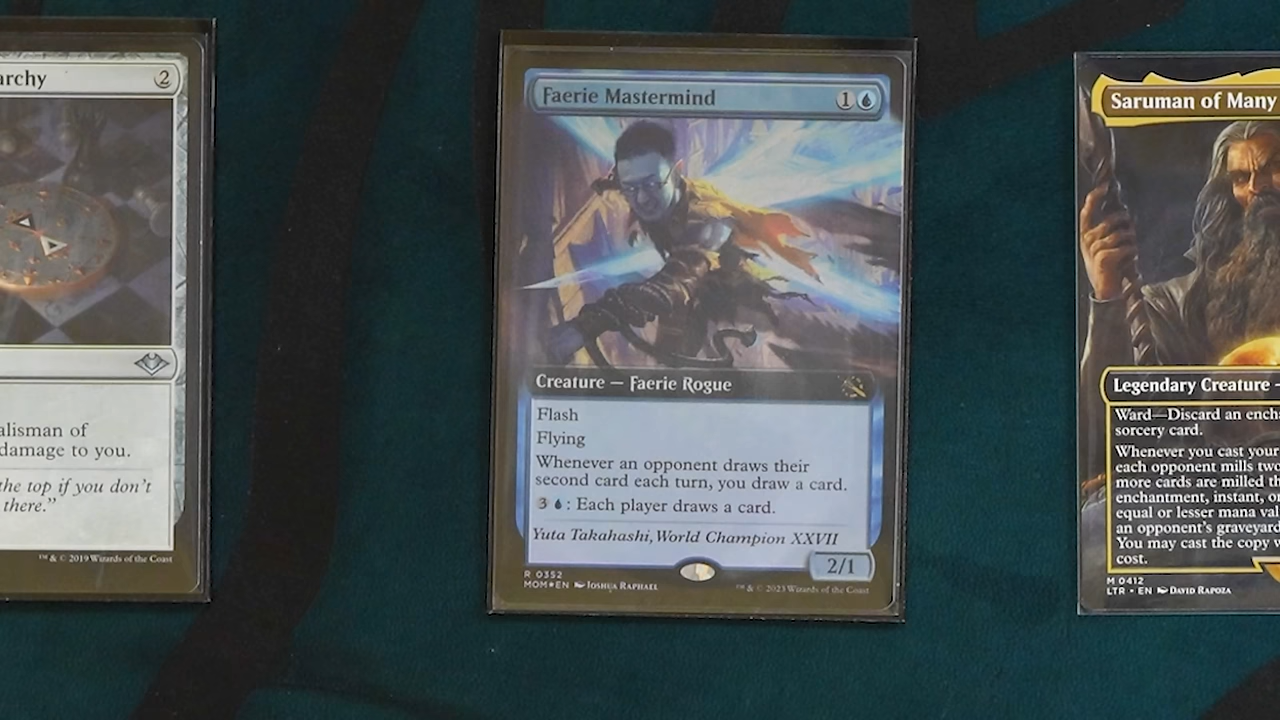 archy 2
alisman of
damage to you.
the top if you don't
there."
™ & © 2019 Wizards of the Coast
Faerie Mastermind 1
Creature — Faerie Rogue
Flash
Flying
Whenever an opponent draws their
second card each turn, you draw a card.
3 : Each player draws a card.
Yuta Takahashi, World Champion XXVII
2/1
R 0352
MOM★EN Joshua Raphael
™ & © 2023 Wizards of the Coast
Saruman of Many
Legendary Creature –
Ward—Discard an ench
sorcery card.
Whenever you cast your
each opponent mills two
more cards are milled th
enchantment, instant, o
equal or lesser mana val
an opponent's graveyard
You may cast the copy w
cost.
M 0412
LTR • EN David Rapoza